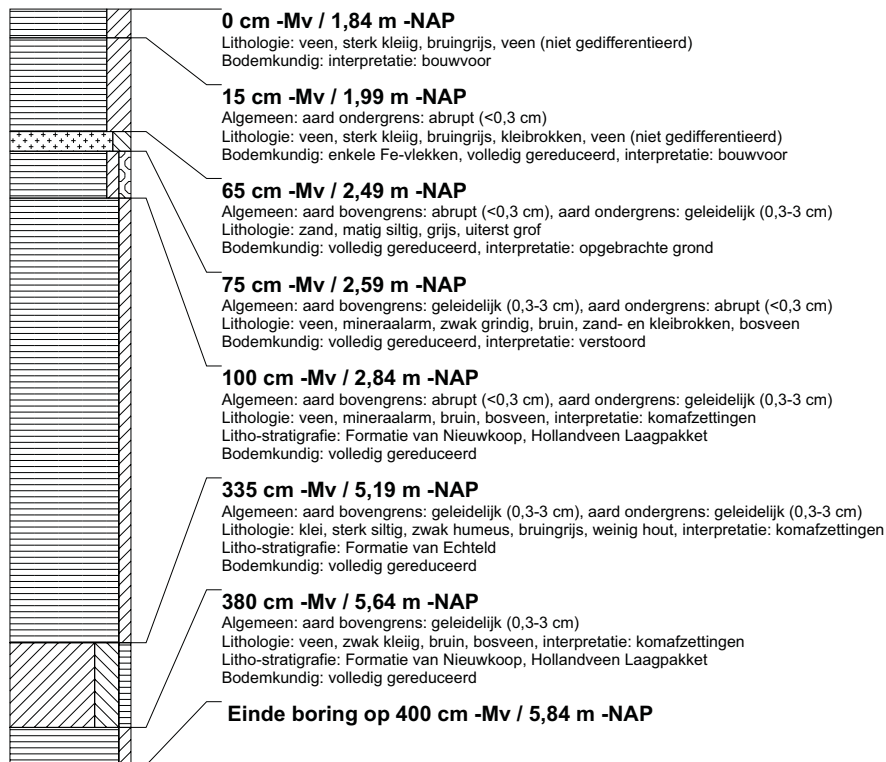 0 cm -Mv / 1,84 m -NAP
Lithologie: veen, sterk kleiig, bruingrijs, veen (niet gedifferentieerd)
Bodemkundig: interpretatie: bouwvoor
15 cm -Mv / 1,99 m -NAP
Algemeen: aard ondergrens: abrupt (<0,3 cm)
Lithologie: veen, sterk kleiig, bruingrijs, kleibrokken, veen (niet gedifferentieerd)
Bodemkundig: enkele Fe-vlekken, volledig gereduceerd, interpretatie: bouwvoor
65 cm -Mv / 2,49 m -NAP
Algemeen: aard bovengrens: abrupt (<0,3 cm), aard ondergrens: geleidelijk (0,3-3 cm)
Lithologie: zand, matig siltig, grijs, uiterst grof
Bodemkundig: volledig gereduceerd, interpretatie: opgebrachte grond
75 cm -Mv / 2,59 m -NAP
Algemeen: aard bovengrens: geleidelijk (0,3-3 cm), aard ondergrens: abrupt (<0,3 cm)
Lithologie: veen, mineraalarm, zwak grindig, bruin, zand- en kleibrokken, bosveen
Bodemkundig: volledig gereduceerd, interpretatie: verstoord
100 cm -Mv / 2,84 m -NAP
Algemeen: aard bovengrens: abrupt (<0,3 cm), aard ondergrens: geleidelijk (0,3-3 cm)
Lithologie: veen, mineraalarm, bruin, bosveen, interpretatie: komafzettingen
Litho-stratigrafie: Formatie van Nieuwkoop, Hollandveen Laagpakket
Bodemkundig: volledig gereduceerd
335 cm -Mv / 5,19 m -NAP
Algemeen: aard bovengrens: geleidelijk (0,3-3 cm), aard ondergrens: geleidelijk (0,3-3 cm)
Lithologie: klei, sterk siltig, zwak humeus, bruingrijs, weinig hout, interpretatie: komafzettingen
Litho-stratigrafie: Formatie van Echteld
Bodemkundig: volledig gereduceerd
380 cm -Mv / 5,64 m -NAP
Algemeen: aard bovengrens: geleidelijk (0,3-3 cm)
Lithologie: veen, zwak kleiig, bruin, bosveen, interpretatie: komafzettingen
Litho-stratigrafie: Formatie van Nieuwkoop, Hollandveen Laagpakket
Bodemkundig: volledig gereduceerd
Einde boring op 400 cm -Mv / 5,84 m -NAP